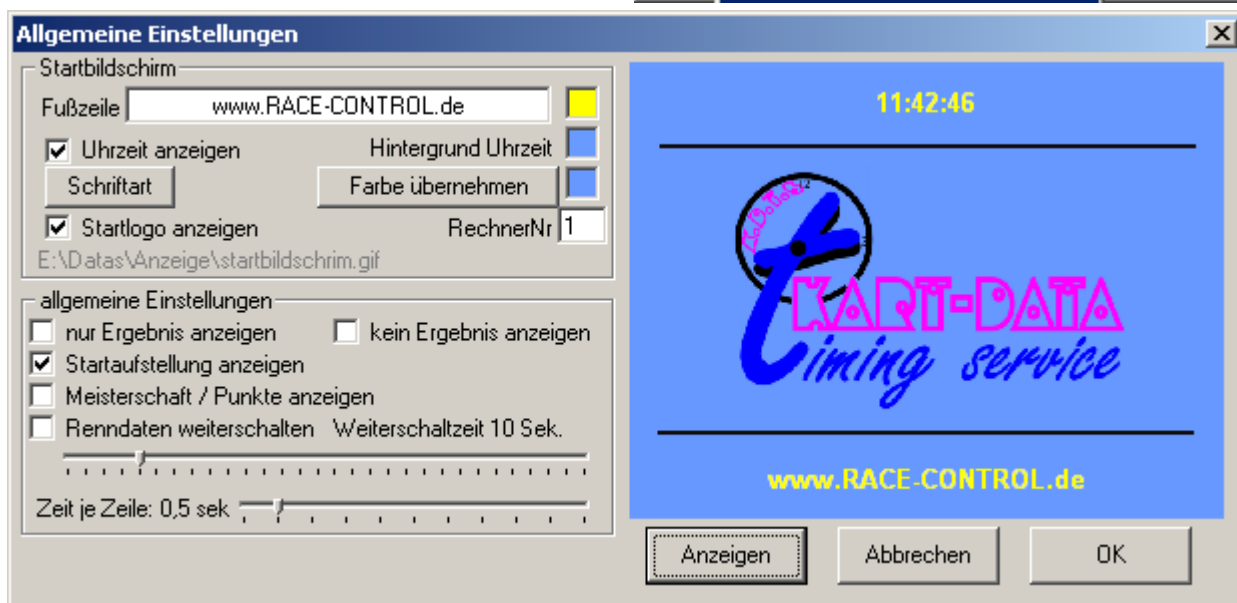 Allgemeine Einstellungen
Startbildschirm
Fußzeile www.RACE-CONTROL.de
Uhrzeit anzeigen Hintergrund Uhrzeit
Schriftart Farbe übernehmen
Startlogo anzeigen RechnerNr 1
E:\Datas\Anzeige\startbildschrim.gif
allgemeine Einstellungen
nur Ergebnis anzeigen kein Ergebnis anzeigen
Startaufstellung anzeigen
Meisterschaft / Punkte anzeigen
Renndaten weiterschalten Weiterschaltzeit 10 Sek.
Zeit je Zeile: 0,5 sek
11:42:46
12
KART-DATA
timing service
www.RACE-CONTROL.de
Anzeigen Abbrechen OK